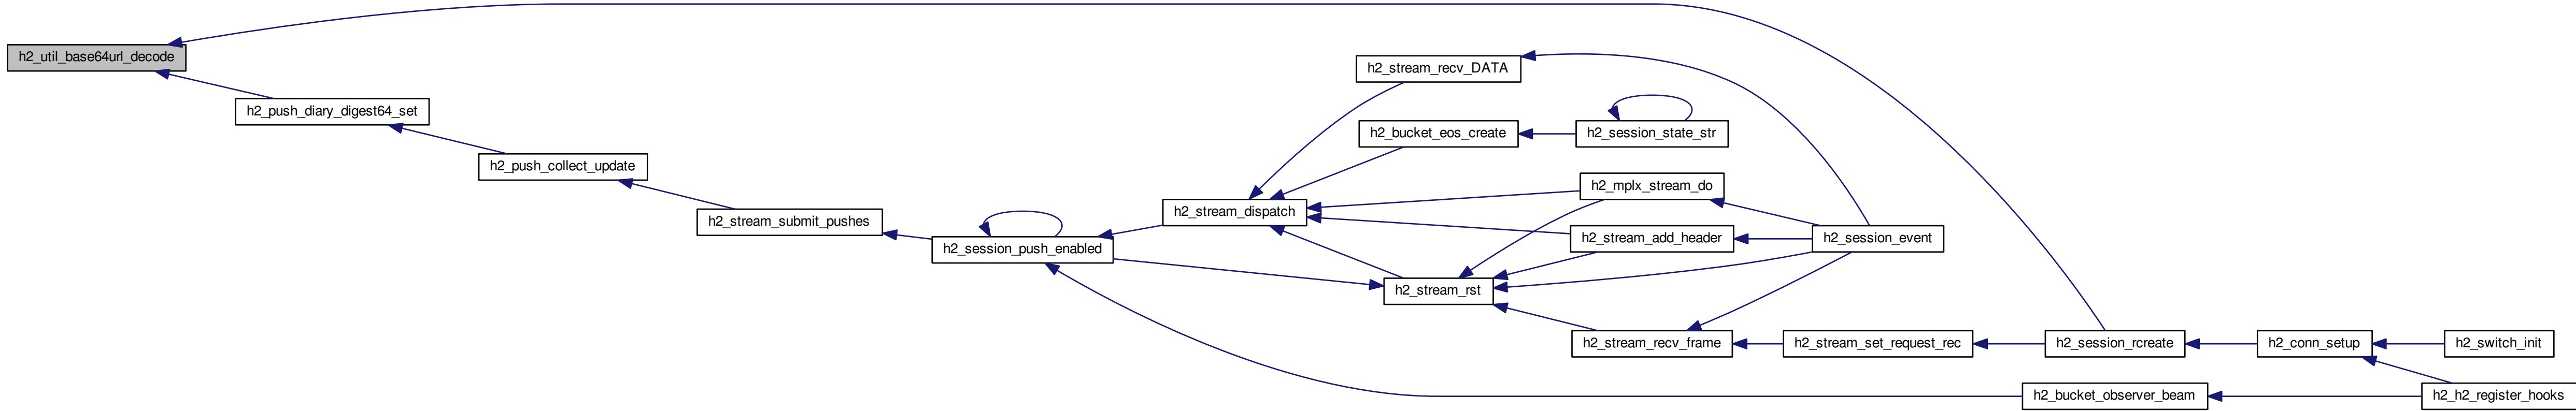 h2_util_base64url_decode
h2_push_diary_digest64_set
h2_push_collect_update
h2_stream_submit_pushes
h2_session_push_enabled
h2_stream_dispatch
h2_stream_recv_DATA
h2_bucket_eos_create
h2_session_state_str
h2_mplx_stream_do
h2_stream_add_header
h2_session_event
h2_stream_rst
h2_stream_recv_frame
h2_stream_set_request_rec
h2_session_rcreate
h2_conn_setup
h2_switch_init
h2_bucket_observer_beam
h2_h2_register_hooks